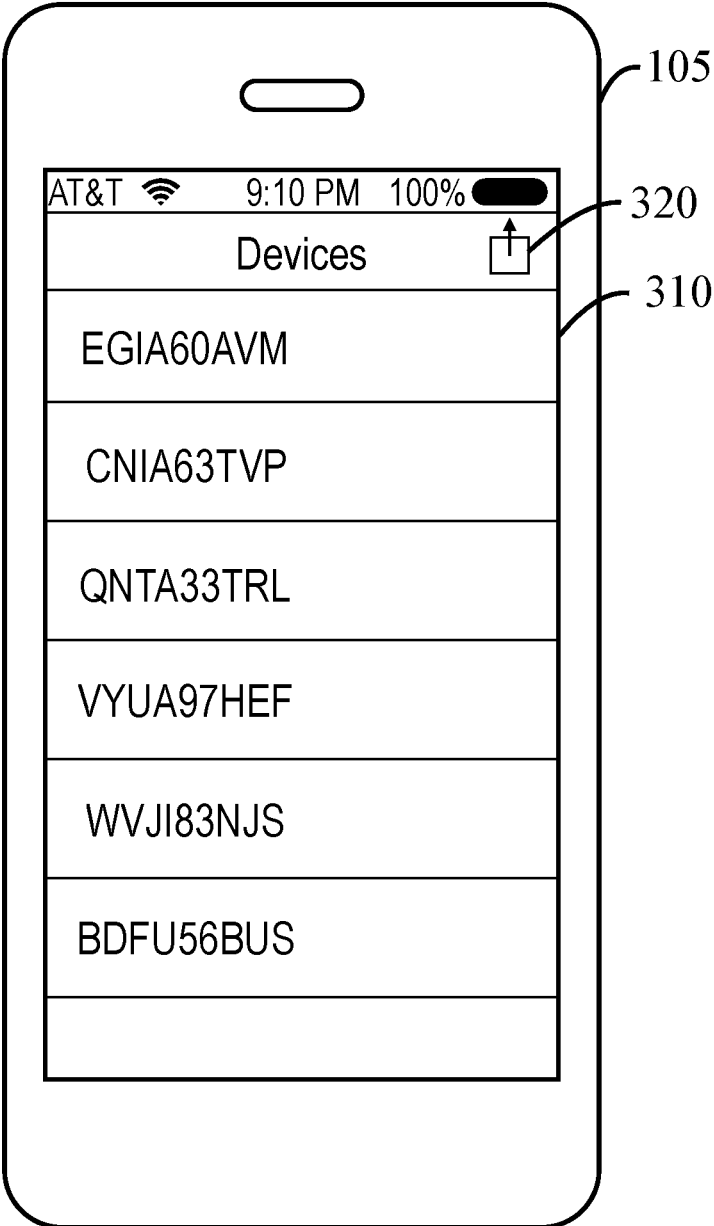 105
AT&T 9:10 PM 100%
320
Devices
310
EGIA60AVM
CNIA63TVP
QNTA33TRL
VYUA97HEF
WVJI83NJS
BDFU56BUS